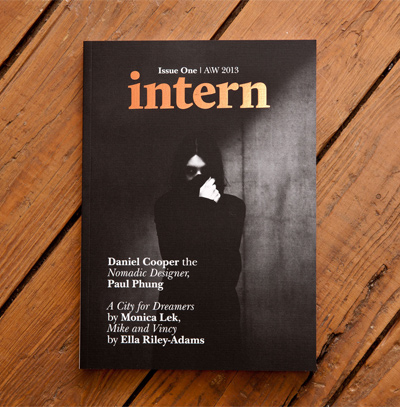 Issue One | A\W 2013
intern
Daniel Cooper the
Nomadic Designer,
Paul Phung
A City for Dreamers
by Monica Lek,
Mike and Vincy
by Ella Riley-Adams